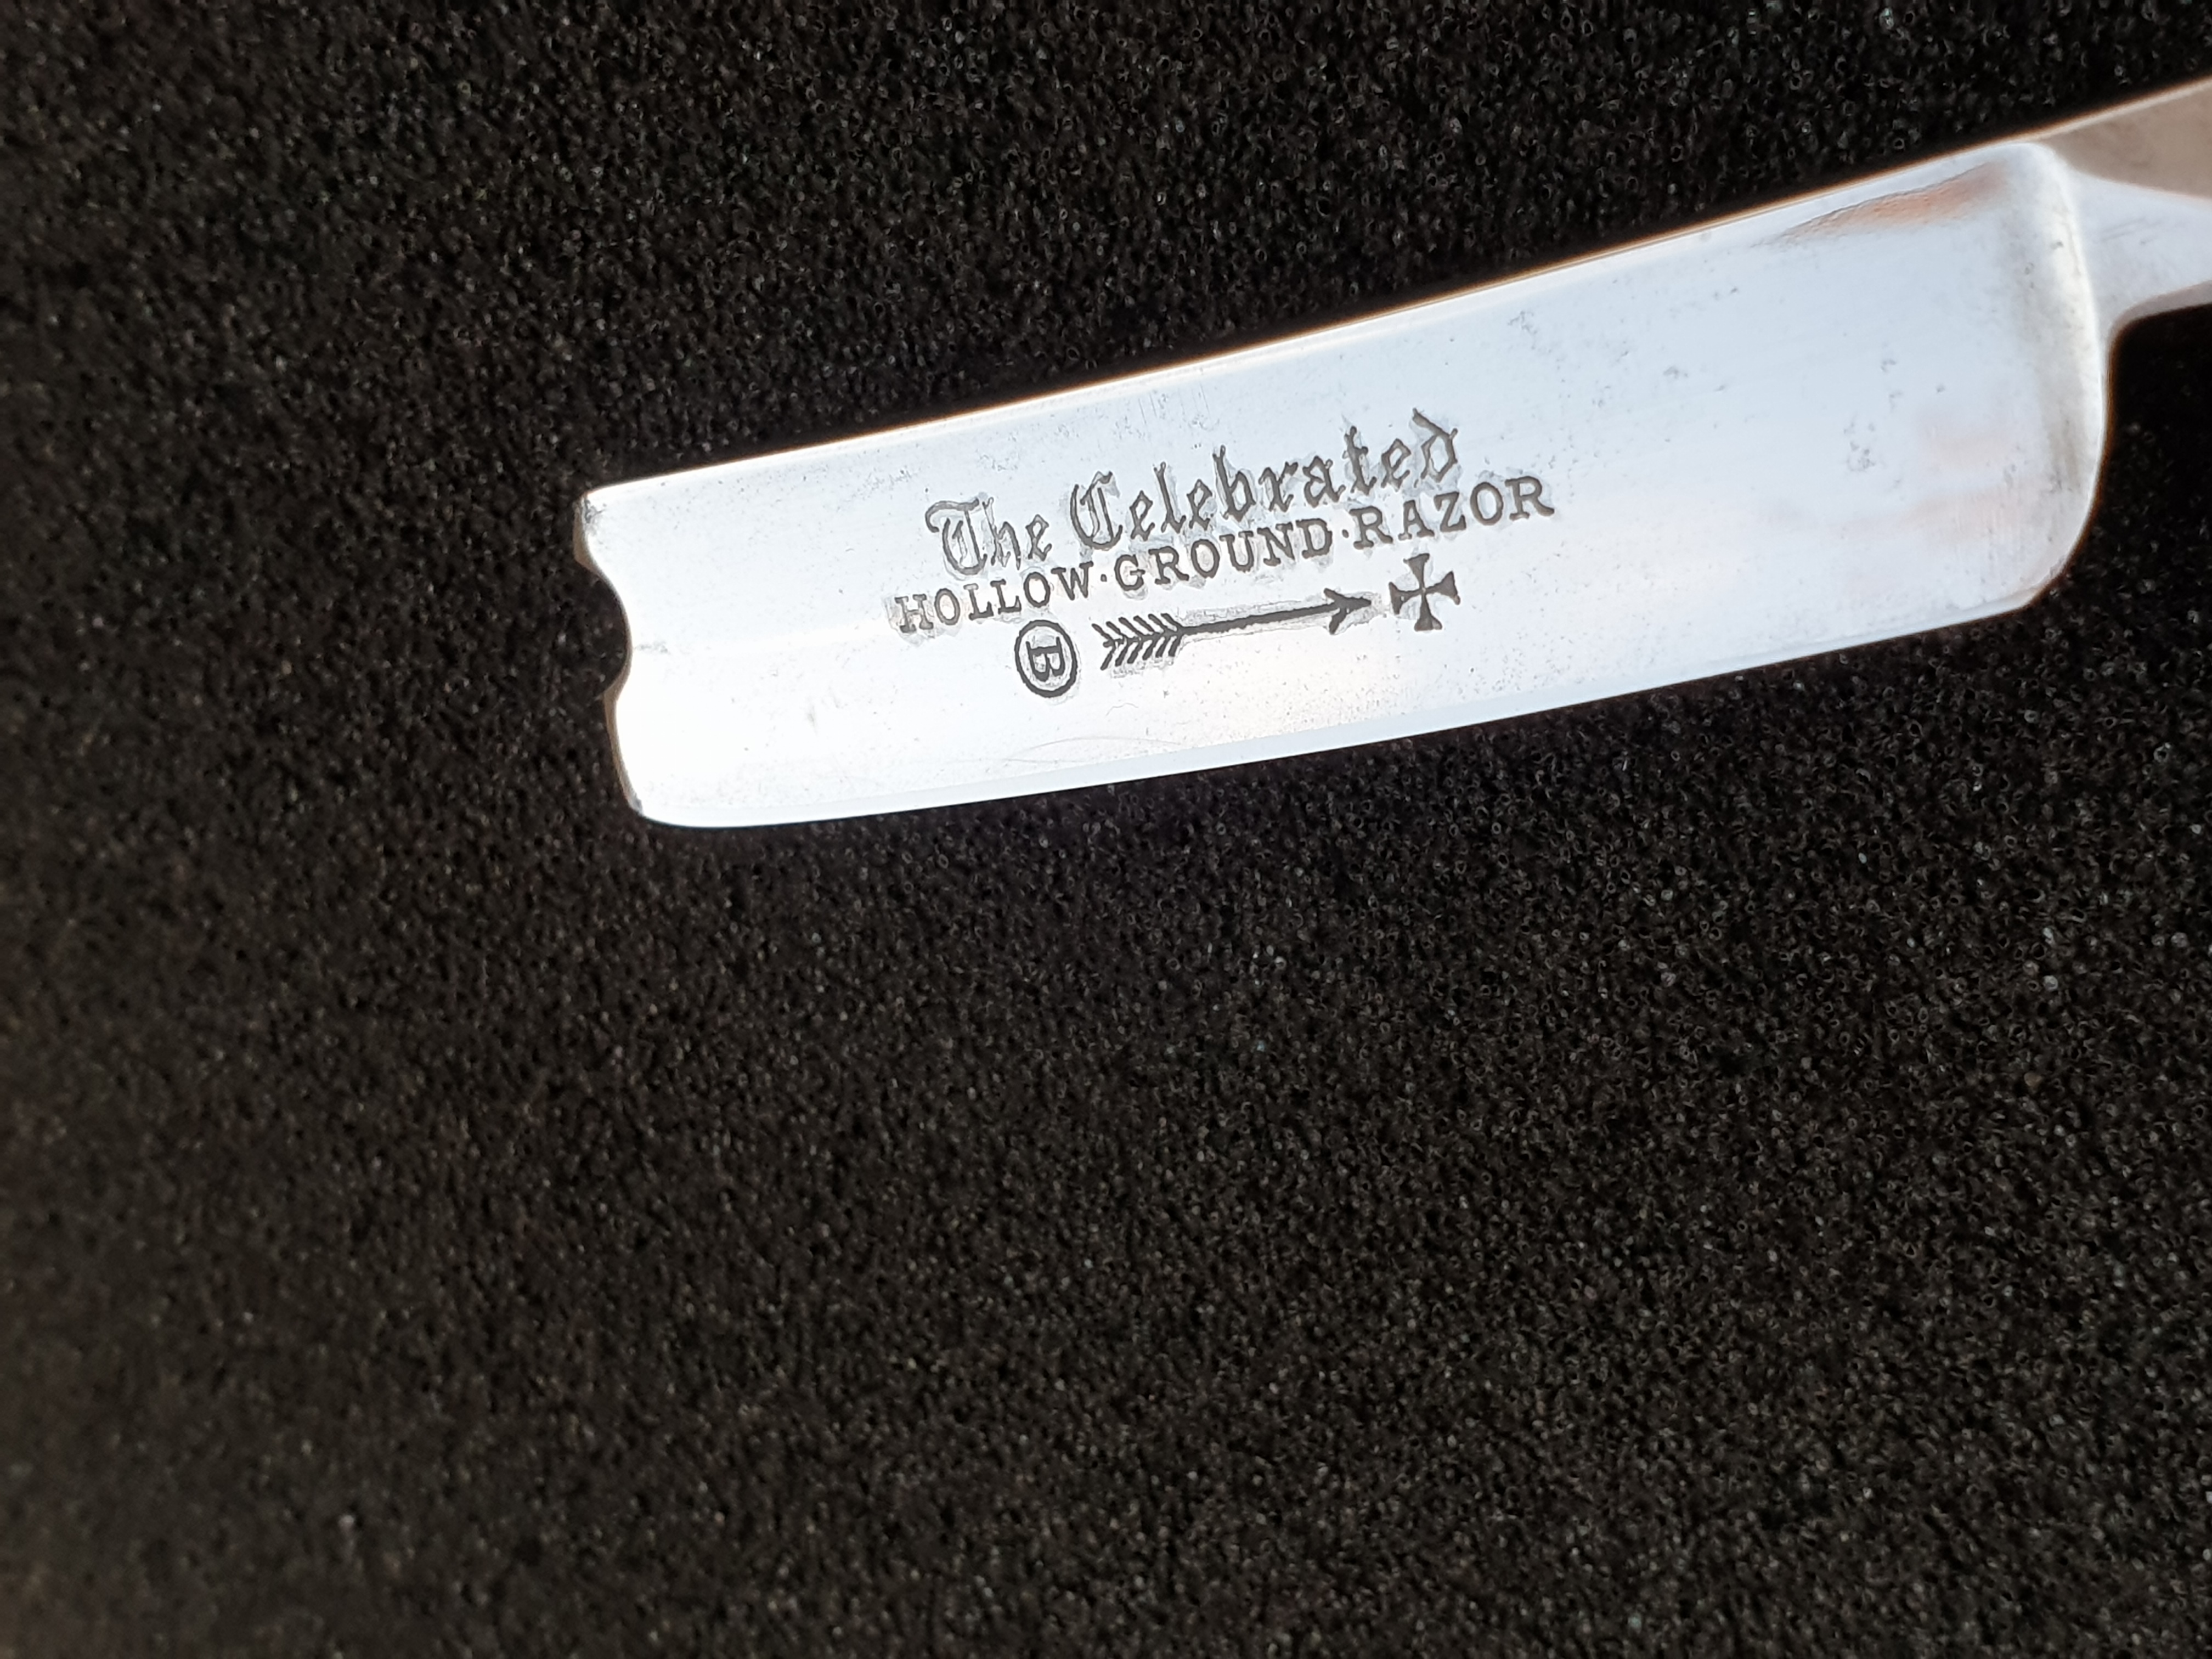 The Celebrated
HOLLOW·GROUND·RAZOR
B